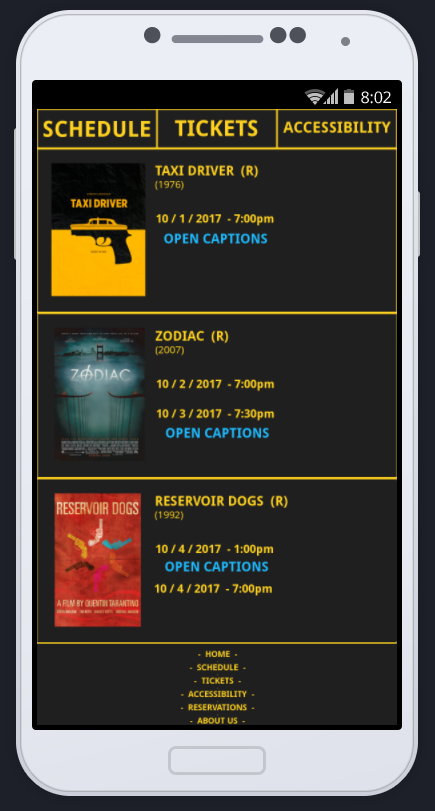 8:02
SCHEDULE TICKETS ACCESSIBILITY
TAXI DRIVER
TAXI DRIVER (R)
(1976)
10 / 1 / 2017 - 7:00pm
OPEN CAPTIONS
ZODIAC
ZODIAC (R)
(2007)
10 / 2 / 2017 - 7:00pm
10 / 3 / 2017 - 7:30pm
OPEN CAPTIONS
RESERVOIR DOGS
A FILM BY QUENTIN TARANTINO
RESERVOIR DOGS (R)
(1992)
10 / 4 / 2017 - 1:00pm
OPEN CAPTIONS
10 / 4 / 2017 - 7:00pm
- HOME -
- SCHEDULE -
- TICKETS -
- ACCESSIBILITY -
- RESERVATIONS -
- ABOUT US -